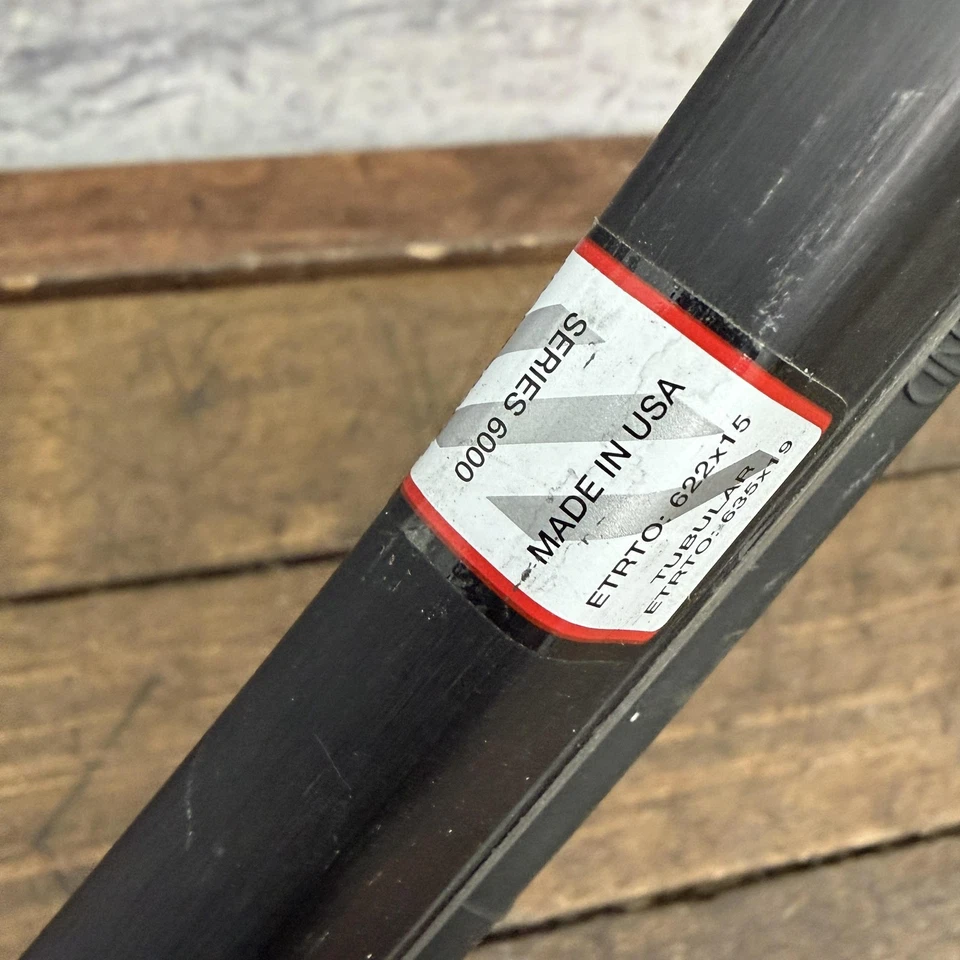 SERIES 6000
MADE IN USA
ETRTO: 622x15
TUBULAR
ETRTO: 635x19